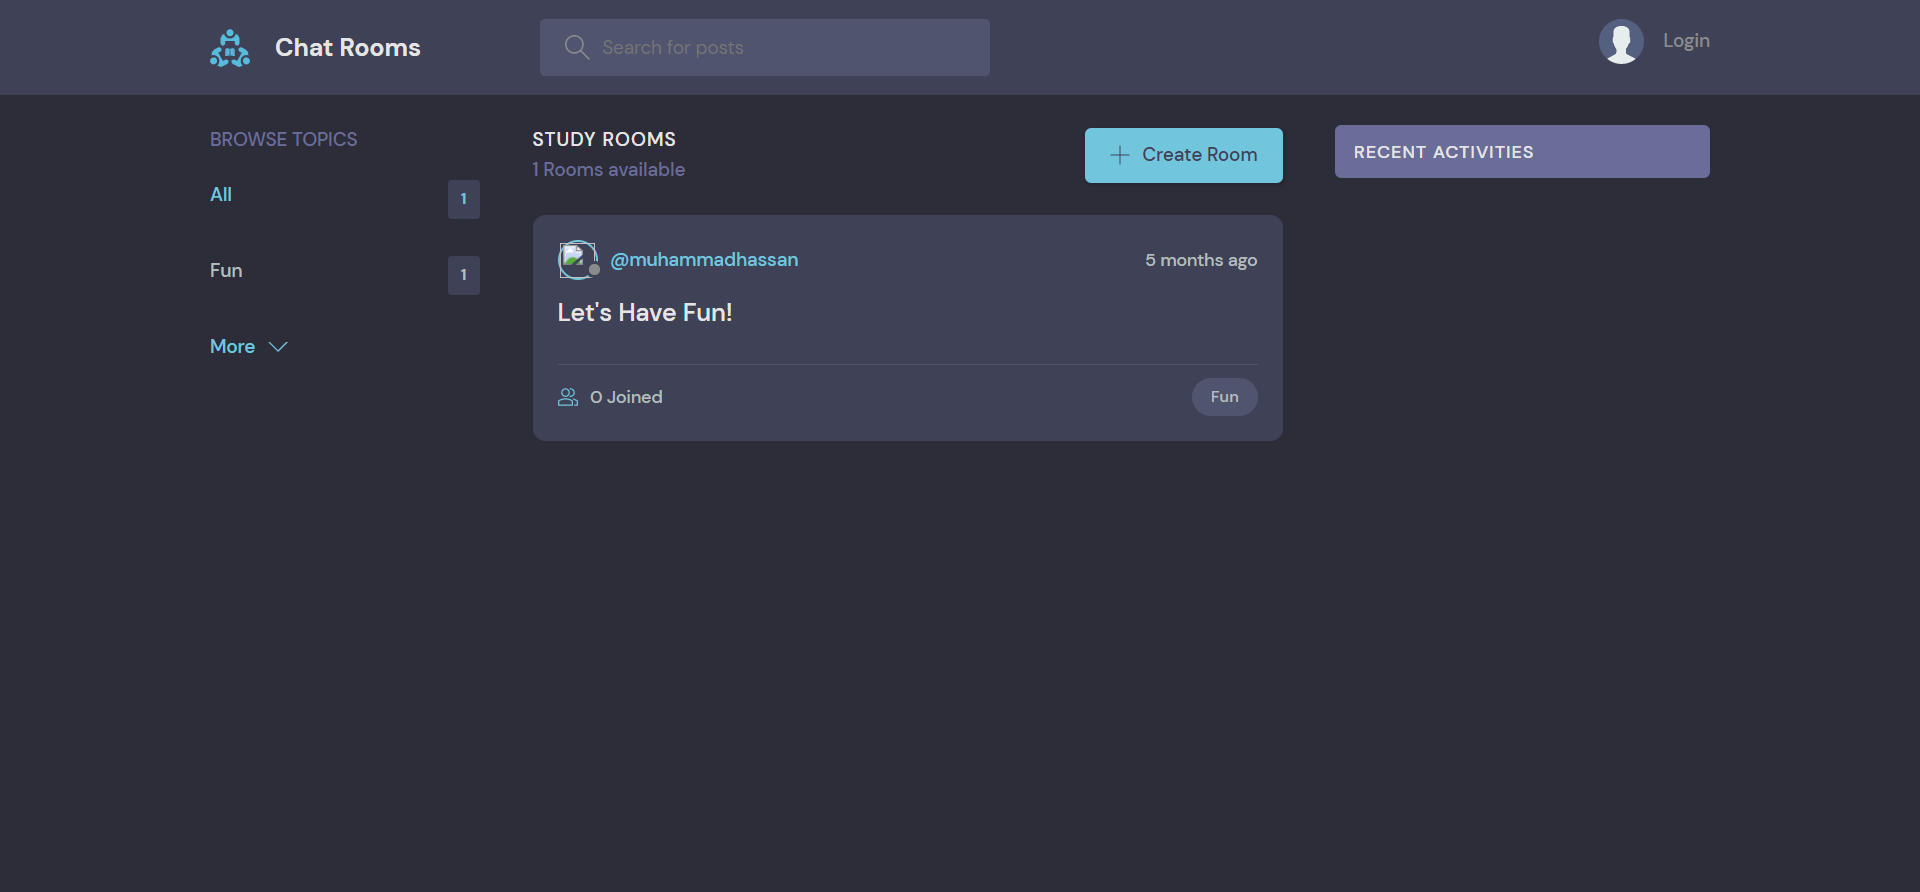 Chat Rooms
Search for posts
Login
BROWSE TOPICS
All
1
Fun
1
More
STUDY ROOMS
1 Rooms available
Create Room
@muhammadhassan
5 months ago
Let's Have Fun!
0 Joined
Fun
RECENT ACTIVITIES